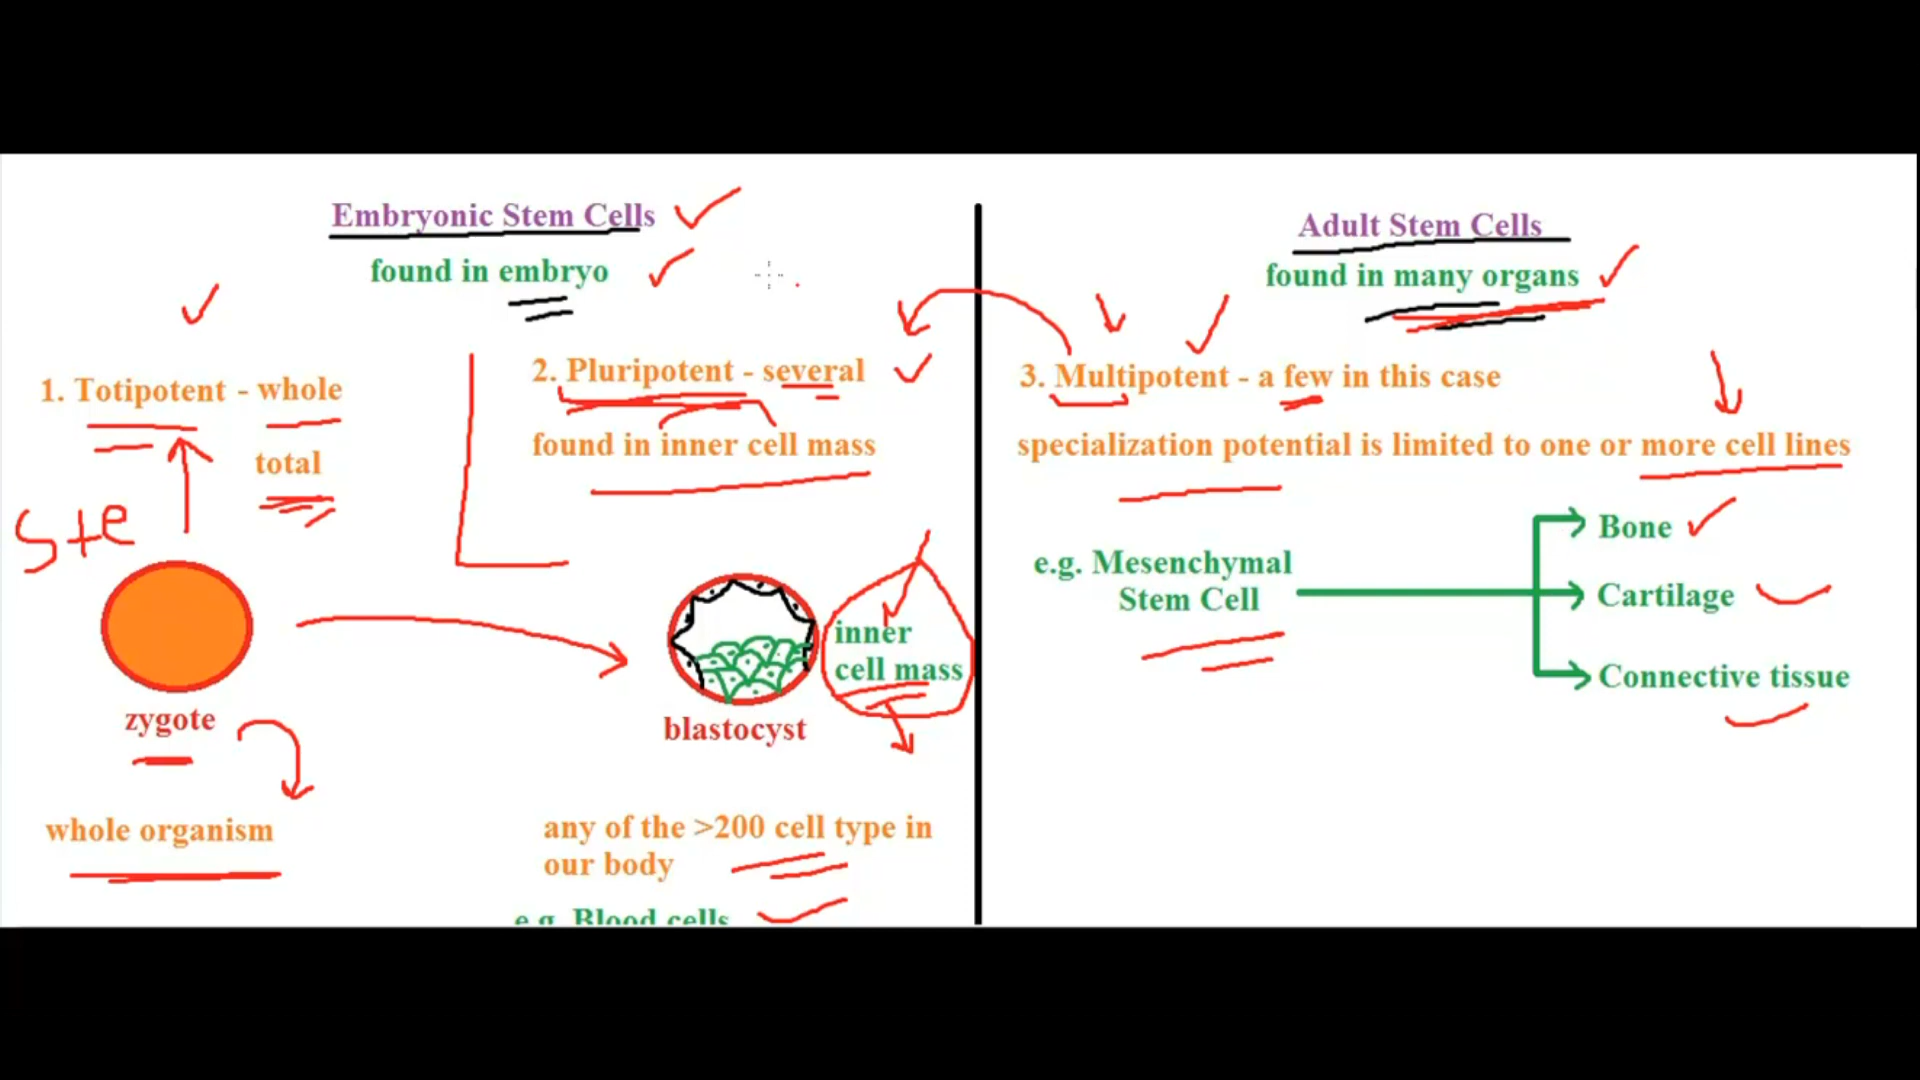 Embryonic Stem Cells
found in embryo
1. Totipotent - whole
total
Ste
zygote
whole organism
2. Pluripotent - several
found in inner cell mass
inner
cell mass
blastocyst
any of the >200 cell type in
our body
e.g. Blood cells
Adult Stem Cells
found in many organs
3. Multipotent - a few in this case
specialization potential is limited to one or more cell lines
e.g. Mesenchymal
Stem Cell
Bone
Cartilage
Connective tissue